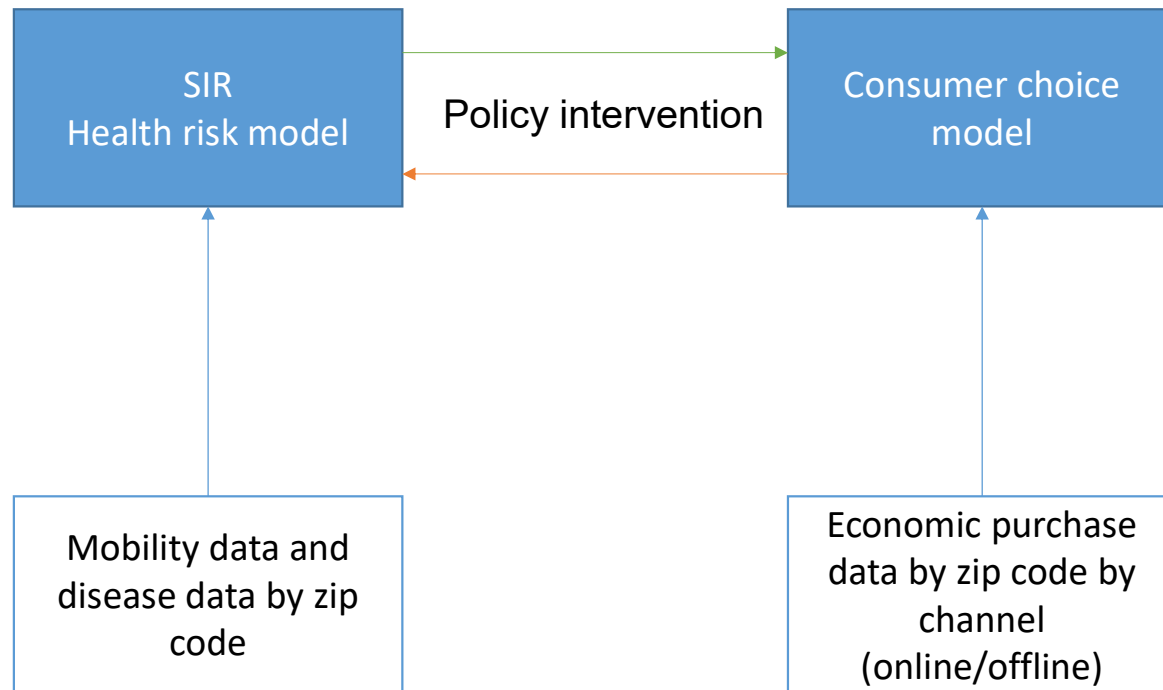 SIR
Health risk model
Policy intervention
Consumer choice
model
Mobility data and
disease data by zip
code
Economic purchase
data by zip code by
channel
(online/offline)